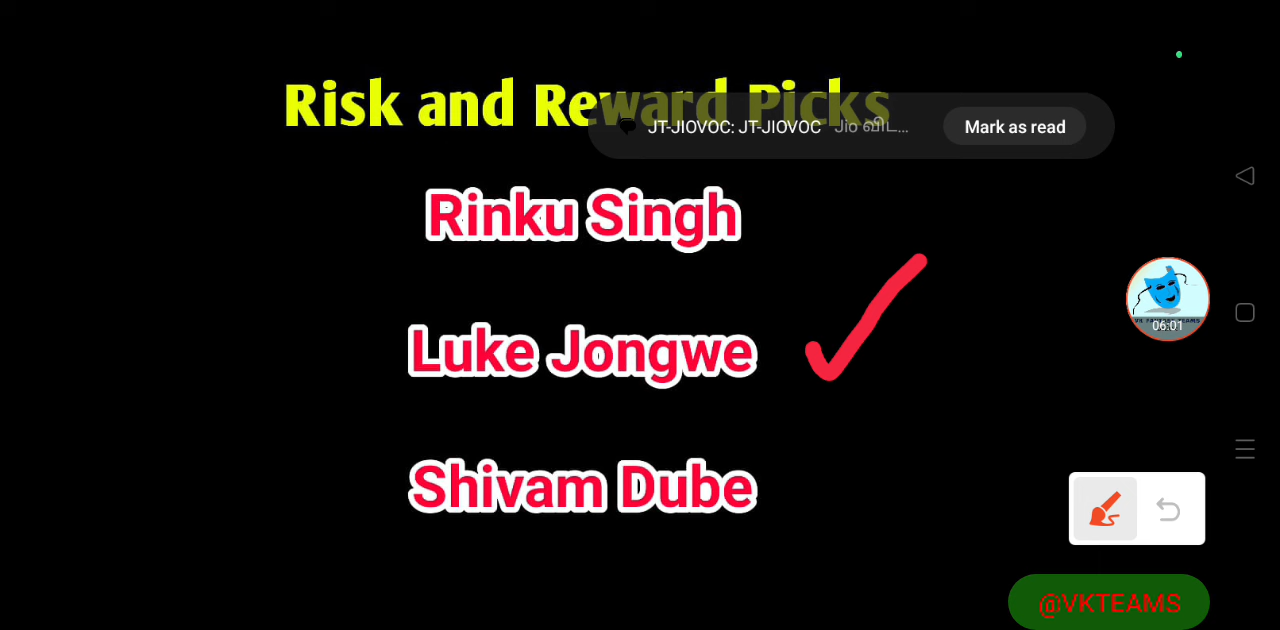 Risk and Reward Picks
JT-JIOVOC: JT-JIOVOC Jio விட... Mark as read
Rinku Singh
Luke Jongwe
06:01
Shivam Dube
@VKTEAMS